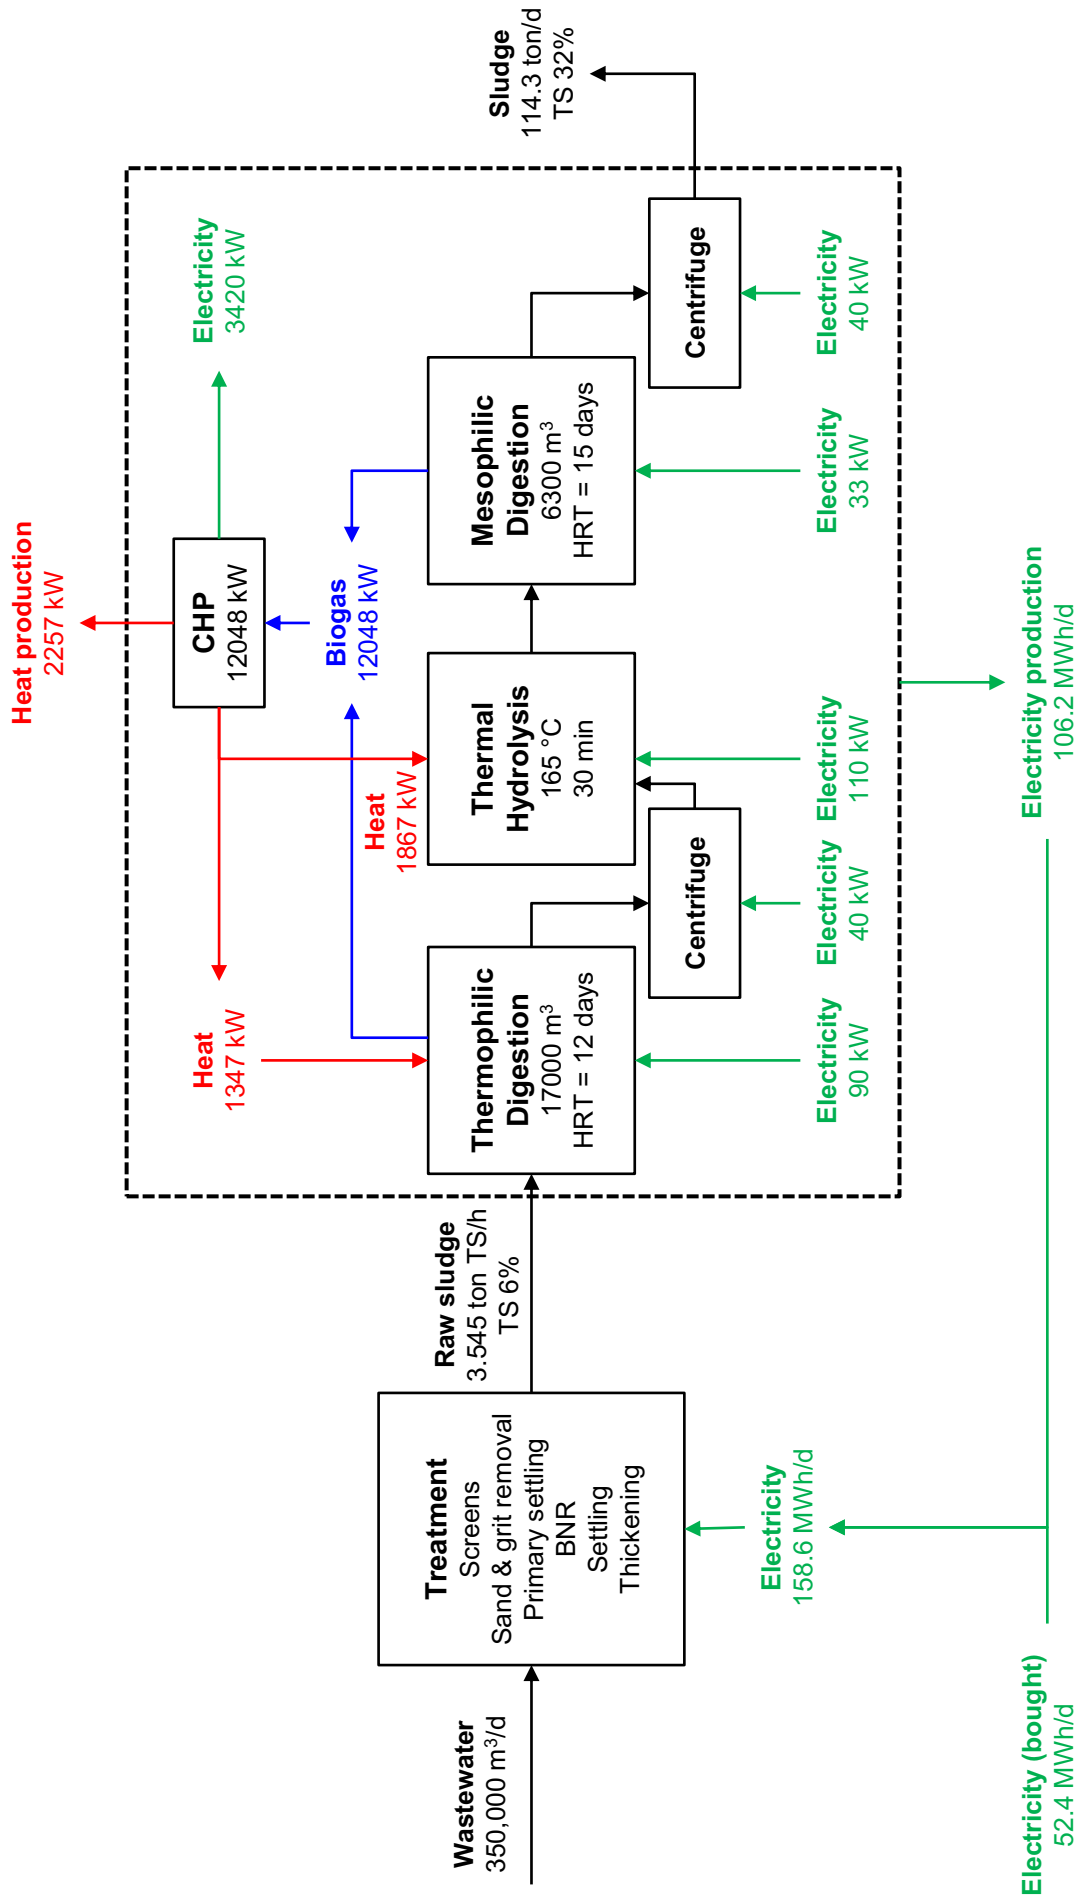 Wastewater
350,000 m³/d
Treatment
Screens
Sand & grit removal
Primary settling
BNR
Settling
Thickening
Electricity
158.6 MWh/d
Electricity (bought)
52.4 MWh/d
Raw sludge
3.545 ton TS/h
TS 6%
Heat
1347 kW
Thermophilic
Digestion
17000 m³
HRT = 12 days
Electricity
90 kW
Centrifuge
Electricity
40 kW
Heat
1867 kW
Thermal
Hydrolysis
165 °C
30 min
Electricity
110 kW
Heat production
2257 kW
CHP
12048 kW
Biogas
12048 kW
Electricity
3420 kW
Mesophilic
Digestion
6300 m³
HRT = 15 days
Electricity
33 kW
Centrifuge
Electricity
40 kW
Sludge
114.3 ton/d
TS 32%
Electricity production
106.2 MWh/d